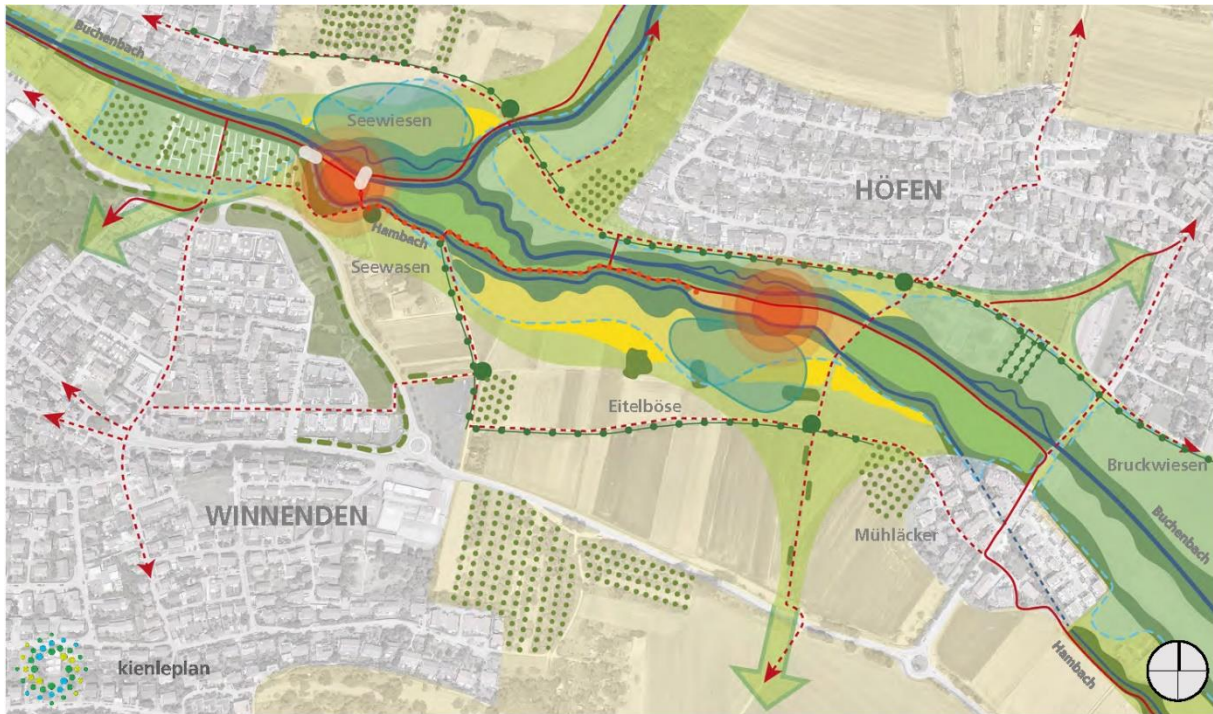 Buchenbach
Seewiesen
HÖFEN
Hambach
Seewasen
Eitelböse
Bruckwiesen
WINNENDEN
Mühläcker
Buchenbach
Hambach
kienleplan